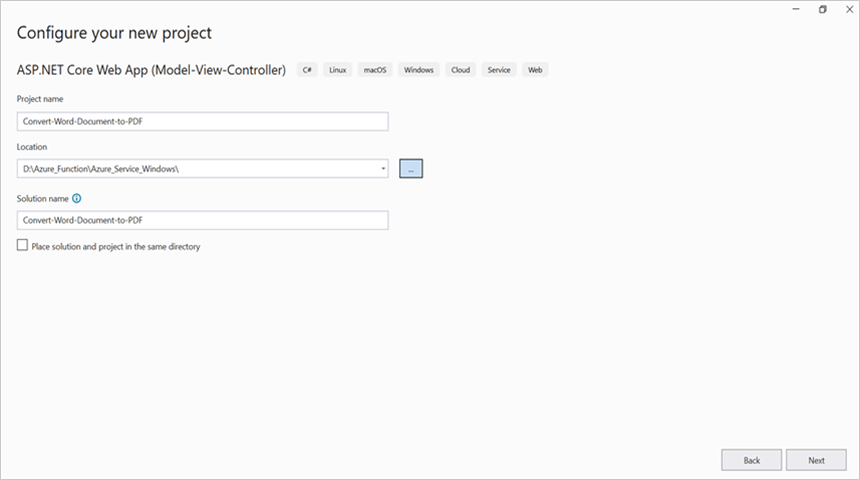 Configure your new project
ASP.NET Core Web App (Model-View-Controller) C# Linux macOS Windows Cloud Service Web
Project name
Convert-Word-Document-to-PDF
Location
D:\Azure_Function\Azure_Service_Windows\
...
Solution name
Convert-Word-Document-to-PDF
Place solution and project in the same directory
Back Next